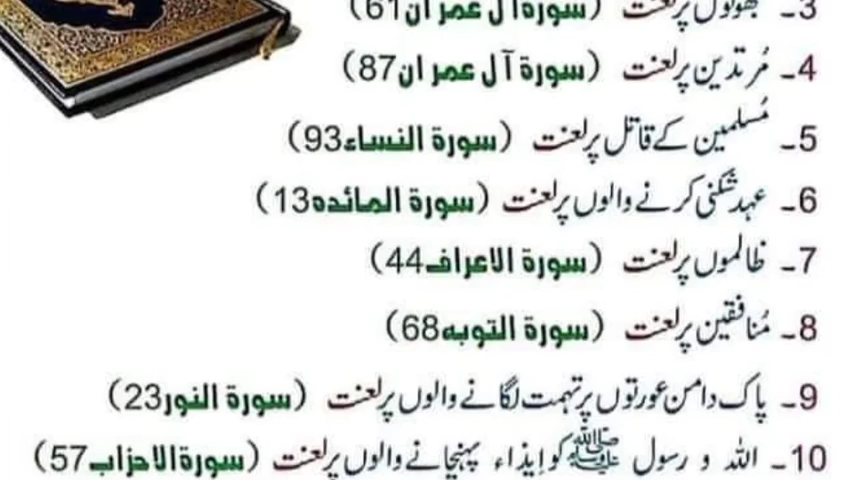 3۔ جھوٹوں پر لعنت (سورۃ آل عمران 61)
4۔ مُرتدین پر لعنت (سورۃ آل عمران 87)
5۔ مُسلمین کے قاتل پر لعنت (سورۃ النساء 93)
6۔ عہد شکنی کرنے والوں پر لعنت (سورۃ المائدہ 13)
7۔ ظالموں پر لعنت (سورۃ الاعراف 44)
8۔ مُنافقین پر لعنت (سورۃ التوبہ 68)
9۔ پاک دامن عورتوں پر تہمت لگانے والوں پر لعنت (سورۃ النور 23)
10۔ اللہ و رسول ﷺ کو ایذاء پہنچانے والوں پر لعنت (سورۃ الاحزاب 57)